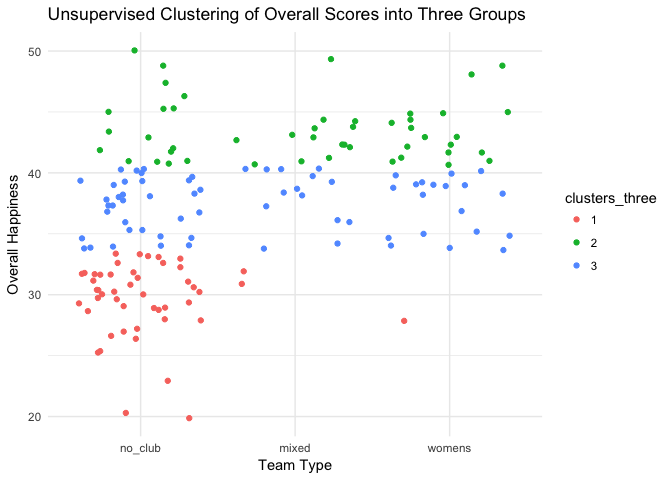 Unsupervised Clustering of Overall Scores into Three Groups
50
40
30
20
Overall Happiness
no_club
mixed
womens
Team Type
clusters_three
1
2
3